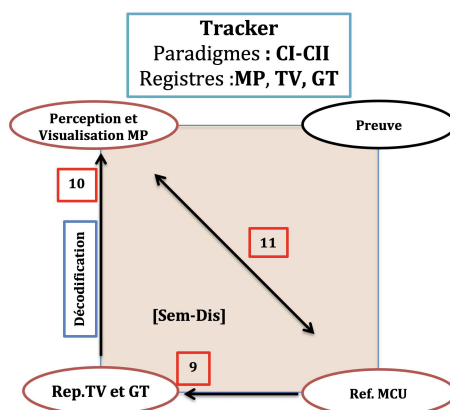 Tracker
Paradigmes : CI-CII
Registres :MP, TV, GT
Perception et
Visualisation MP
Preuve
10
11
Décodification
[Sem-Dis]
9
Rep.TV et GT
Ref. MCU